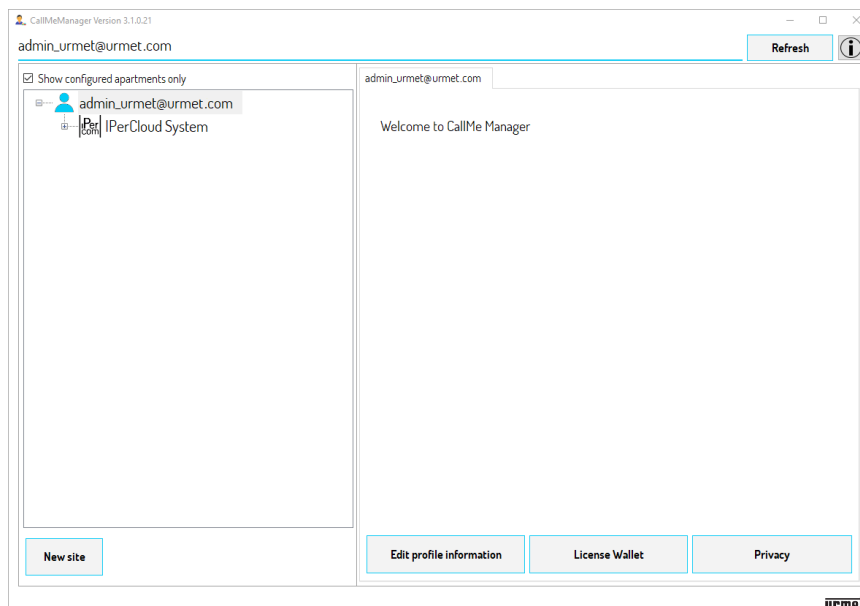 CallMeManager Version 3.1.0.21
admin_urmet@urmet.com
Refresh
Show configured apartments only
admin_urmet@urmet.com
admin_urmet@urmet.com
IPer com IPerCloud System
Welcome to CallMe Manager
New site
Edit profile information
License Wallet
Privacy